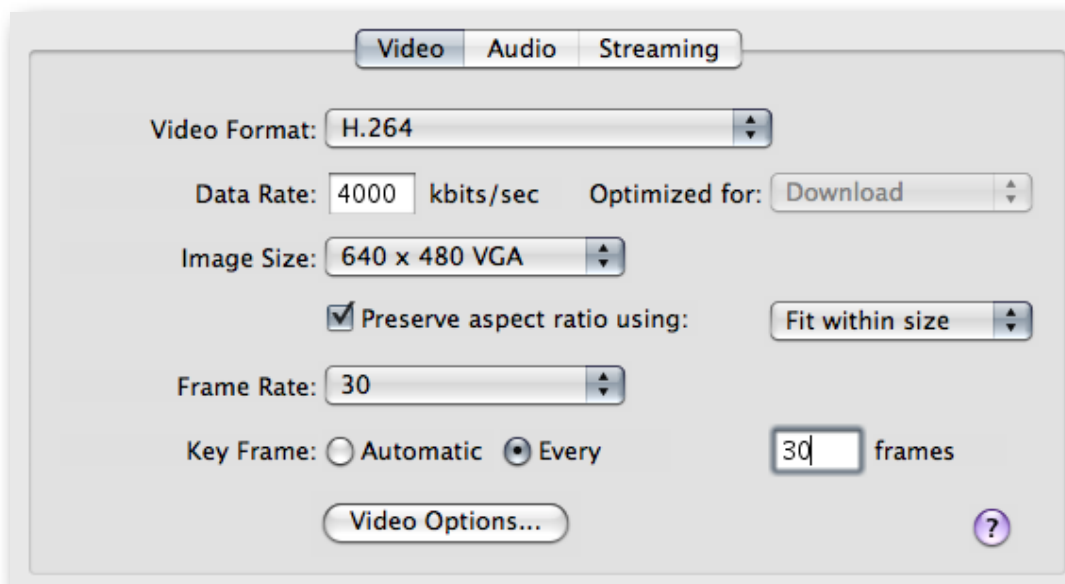 Video Audio Streaming
Video Format: H.264
Data Rate: 4000 kbits/sec Optimized for: Download
Image Size: 640 x 480 VGA
Preserve aspect ratio using: Fit within size
Frame Rate: 30
Key Frame: Automatic Every 30 frames
Video Options...
?